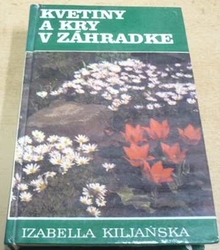 KVETINY
A KRY
V ZÁHRADKE
IZABELLA KILJAŃSKA